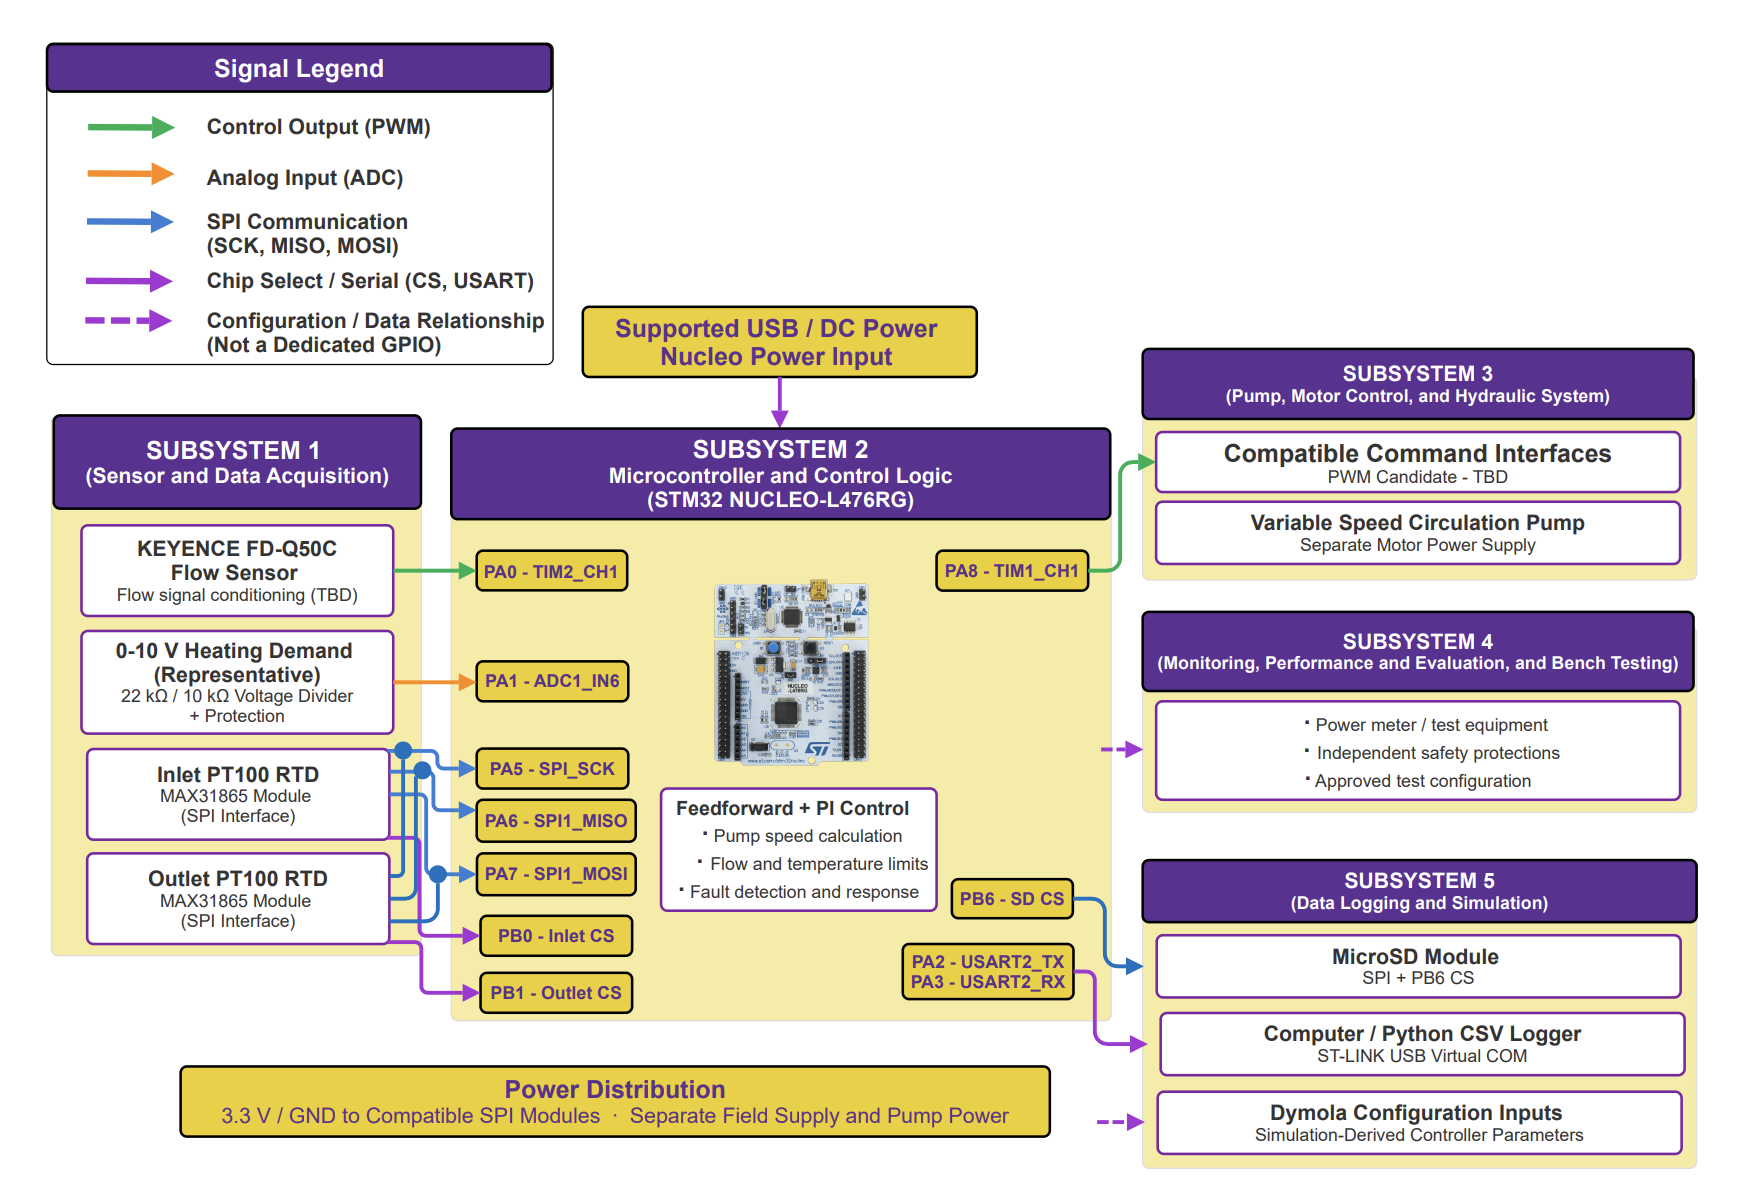 Signal Legend
Control Output (PWM)
Analog Input (ADC)
SPI Communication
(SCK, MISO, MOSI)
Chip Select / Serial (CS, USART)
Configuration / Data Relationship
(Not a Dedicated GPIO)
Supported USB / DC Power
Nucleo Power Input
SUBSYSTEM 1
(Sensor and Data Acquisition)
KEYENCE FD-Q50C
Flow Sensor
Flow signal conditioning (TBD)
0-10 V Heating Demand
(Representative)
22 kΩ / 10 kΩ Voltage Divider
+ Protection
Inlet PT100 RTD
MAX31865 Module
(SPI Interface)
Outlet PT100 RTD
MAX31865 Module
(SPI Interface)
SUBSYSTEM 2
Microcontroller and Control Logic
(STM32 NUCLEO-L476RG)
PA0 - TIM2_CH1
PA1 - ADC1_IN6
PA5 - SPI_SCK
PA6 - SPI1_MISO
PA7 - SPI1_MOSI
PB0 - Inlet CS
PB1 - Outlet CS
PA8 - TIM1_CH1
NUCLEO
-L476RG
www.st.com/stm32nucleo
Feedforward + PI Control
· Pump speed calculation
· Flow and temperature limits
· Fault detection and response
PB6 - SD CS
PA2 - USART2_TX
PA3 - USART2_RX
SUBSYSTEM 3
(Pump, Motor Control, and Hydraulic System)
Compatible Command Interfaces
PWM Candidate - TBD
Variable Speed Circulation Pump
Separate Motor Power Supply
SUBSYSTEM 4
(Monitoring, Performance and Evaluation, and Bench Testing)
· Power meter / test equipment
· Independent safety protections
· Approved test configuration
SUBSYSTEM 5
(Data Logging and Simulation)
MicroSD Module
SPI + PB6 CS
Computer / Python CSV Logger
ST-LINK USB Virtual COM
Dymola Configuration Inputs
Simulation-Derived Controller Parameters
Power Distribution
3.3 V / GND to Compatible SPI Modules · Separate Field Supply and Pump Power